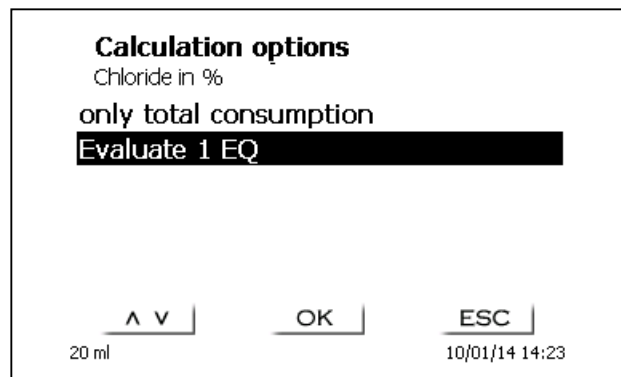 Calculation options
Chloride in %
only total consumption
Evaluate 1 EQ
∧ ∨ OK ESC
20 ml 10/01/14 14:23